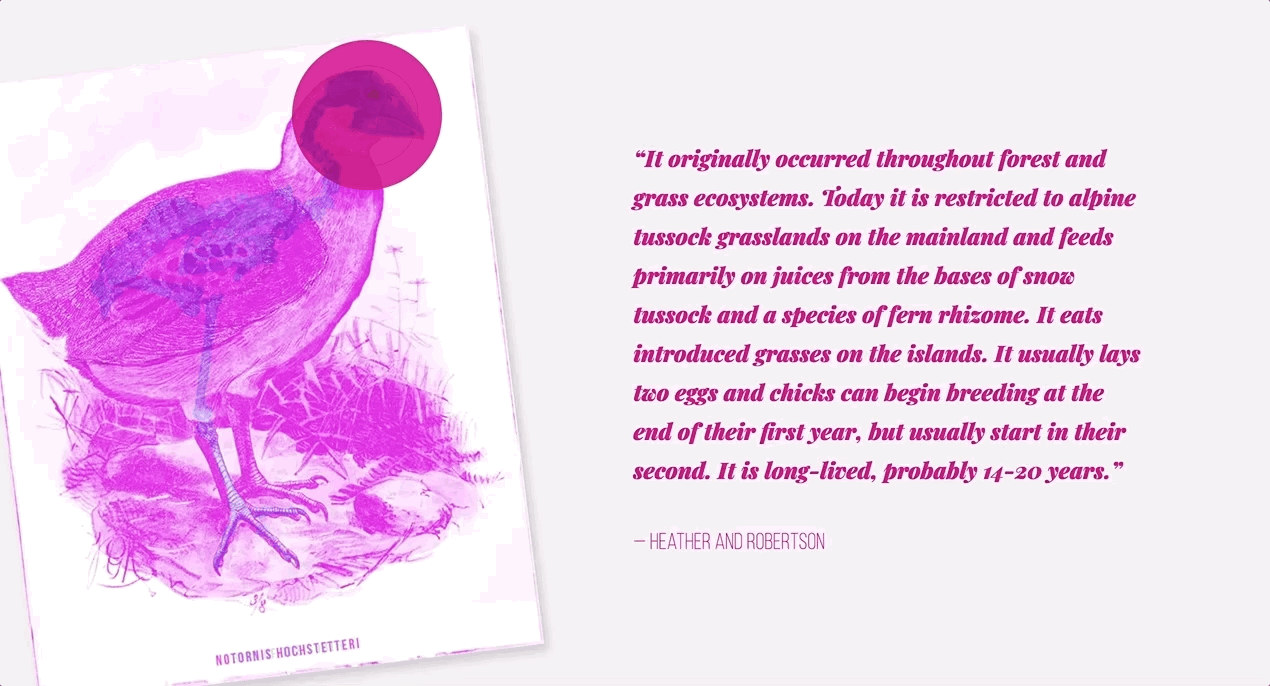 “It originally occurred throughout forest and
grass ecosystems. Today it is restricted to alpine
tussock grasslands on the mainland and feeds
primarily on juices from the bases of snow
tussock and a species of fern rhizome. It eats
introduced grasses on the islands. It usually lays
two eggs and chicks can begin breeding at the
end of their first year, but usually start in their
second. It is long-lived, probably 14-20 years.”
– HEATHER AND ROBERTSON
NOTORNIS HOCHSTETTERI